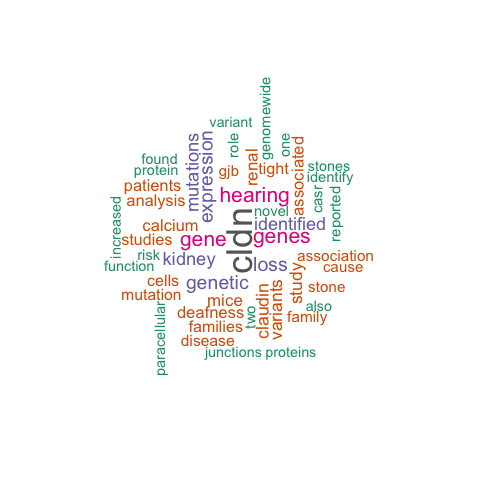 genomewide
variant
role
one
mutations
expression
found
protein
gjb
renal
tight
associated
stones
identify
patients
analysis
hearing
casr
reported
increased
novel
calcium
identified
studies
gene
cldn
genes
risk
kidney
loss
association
cause
function
cells
genetic
study
stone
mutation
mice
claudin
variants
also
deafness
two
family
families
paracellular
disease
junctions
proteins